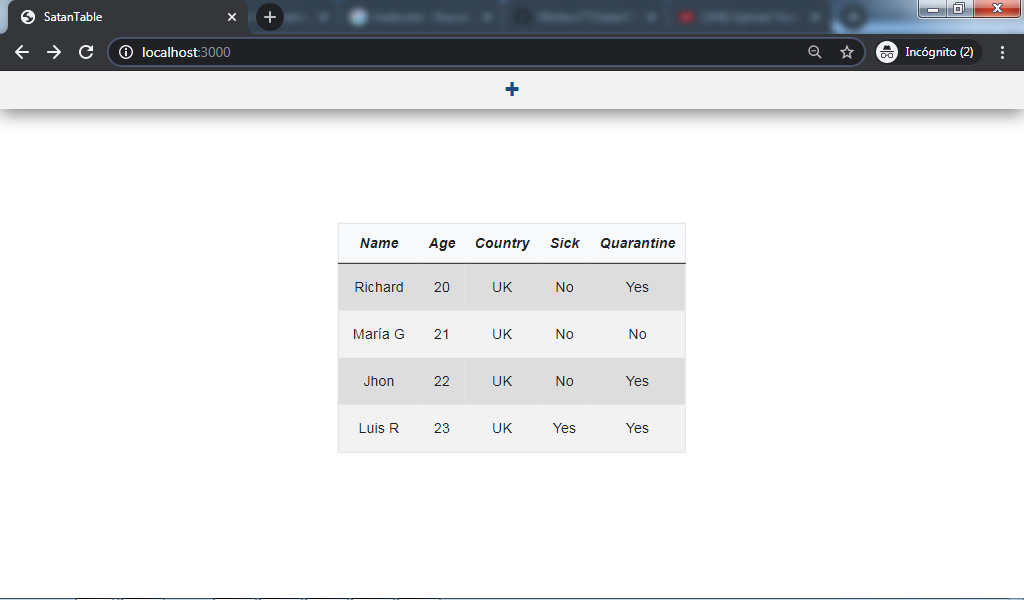 SatanTable
localhost:3000
Incógnito (2)
Name Age Country Sick Quarantine
Richard 20 UK No Yes
María G 21 UK No No
Jhon 22 UK No Yes
Luis R 23 UK Yes Yes